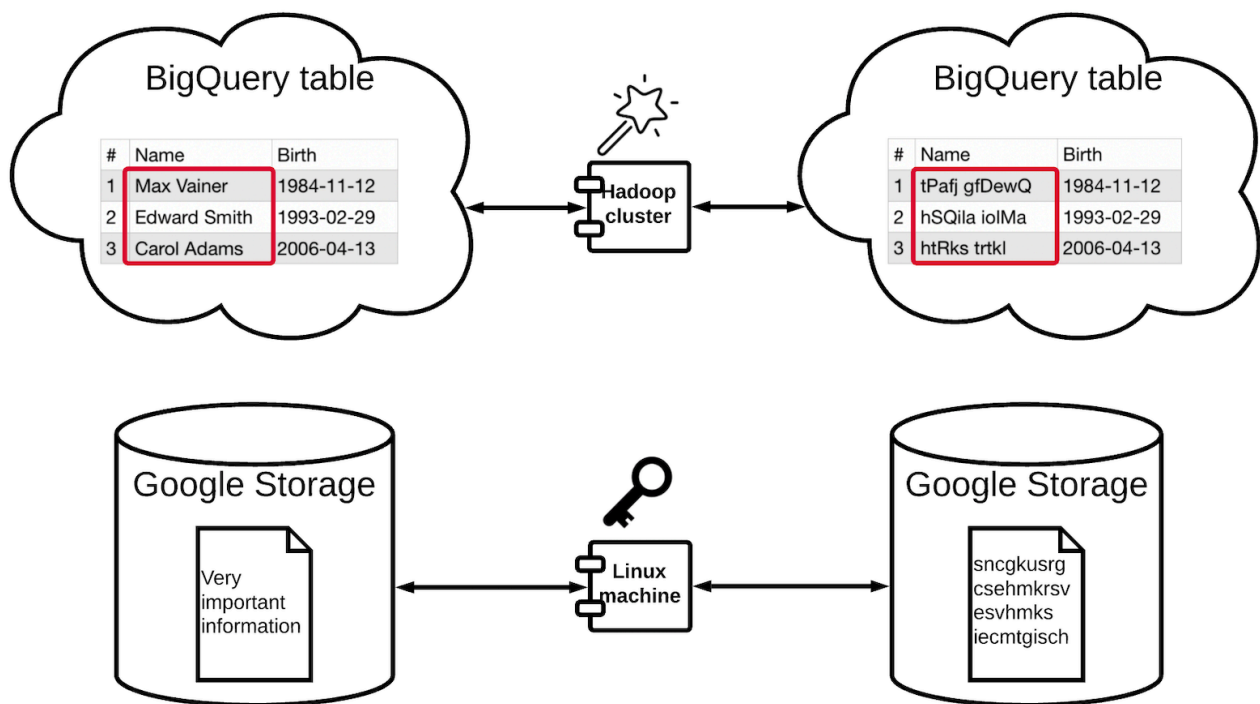 BigQuery table
# Name Birth
1 Max Vainer 1984-11-12
2 Edward Smith 1993-02-29
3 Carol Adams 2006-04-13
Hadoop
cluster
BigQuery table
# Name Birth
1 tPafj gfDewQ 1984-11-12
2 hSQila iolMa 1993-02-29
3 htRks trtkl 2006-04-13
Google Storage
Very
important
information
Linux
machine
Google Storage
sncgkusrg
csehmkrsv
esvhmks
iecmtgisch